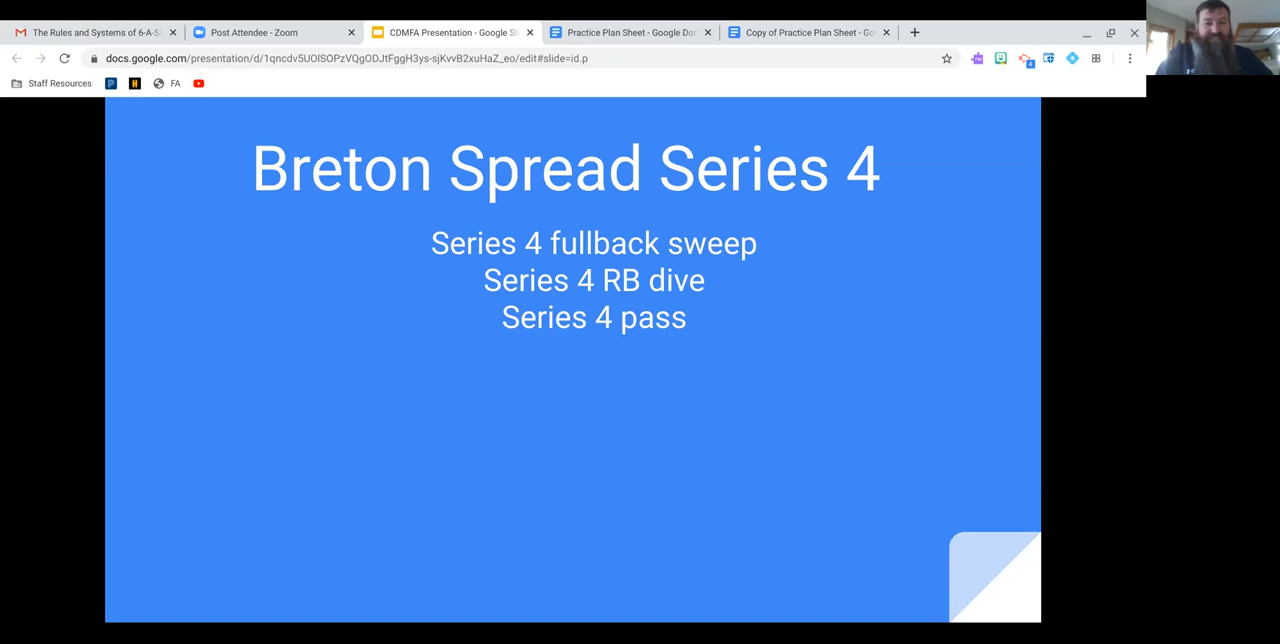 The Rules and Systems of 6-A-Si
Post Attendee - Zoom
CDMFA Presentation - Google S
Practice Plan Sheet - Google Doc
Copy of Practice Plan Sheet - Go
docs.google.com/presentation/d/1qncdv5UOlSOPzVQgODJtFggH3ys-sjKvvB2xuHaZ_eo/edit#slide=id.p
Staff Resources
P
H
FA
Breton Spread Series 4
Series 4 fullback sweep
Series 4 RB dive
Series 4 pass